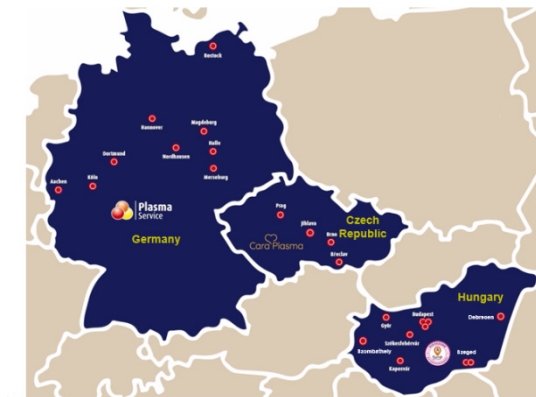 Rostock
Hannover
Magdeburg
Nordhausen
Halle
Dortmund
Merseburg
Aachen
Köln
Plasma
Service
Germany
Prag
Jihlava
Czech
Republic
Brno
Cara Plasma
Břeclav
Hungary
Budapest
Debrecen
Győr
Székesfehérvár
Szombathely
Szeged
Kaposvár